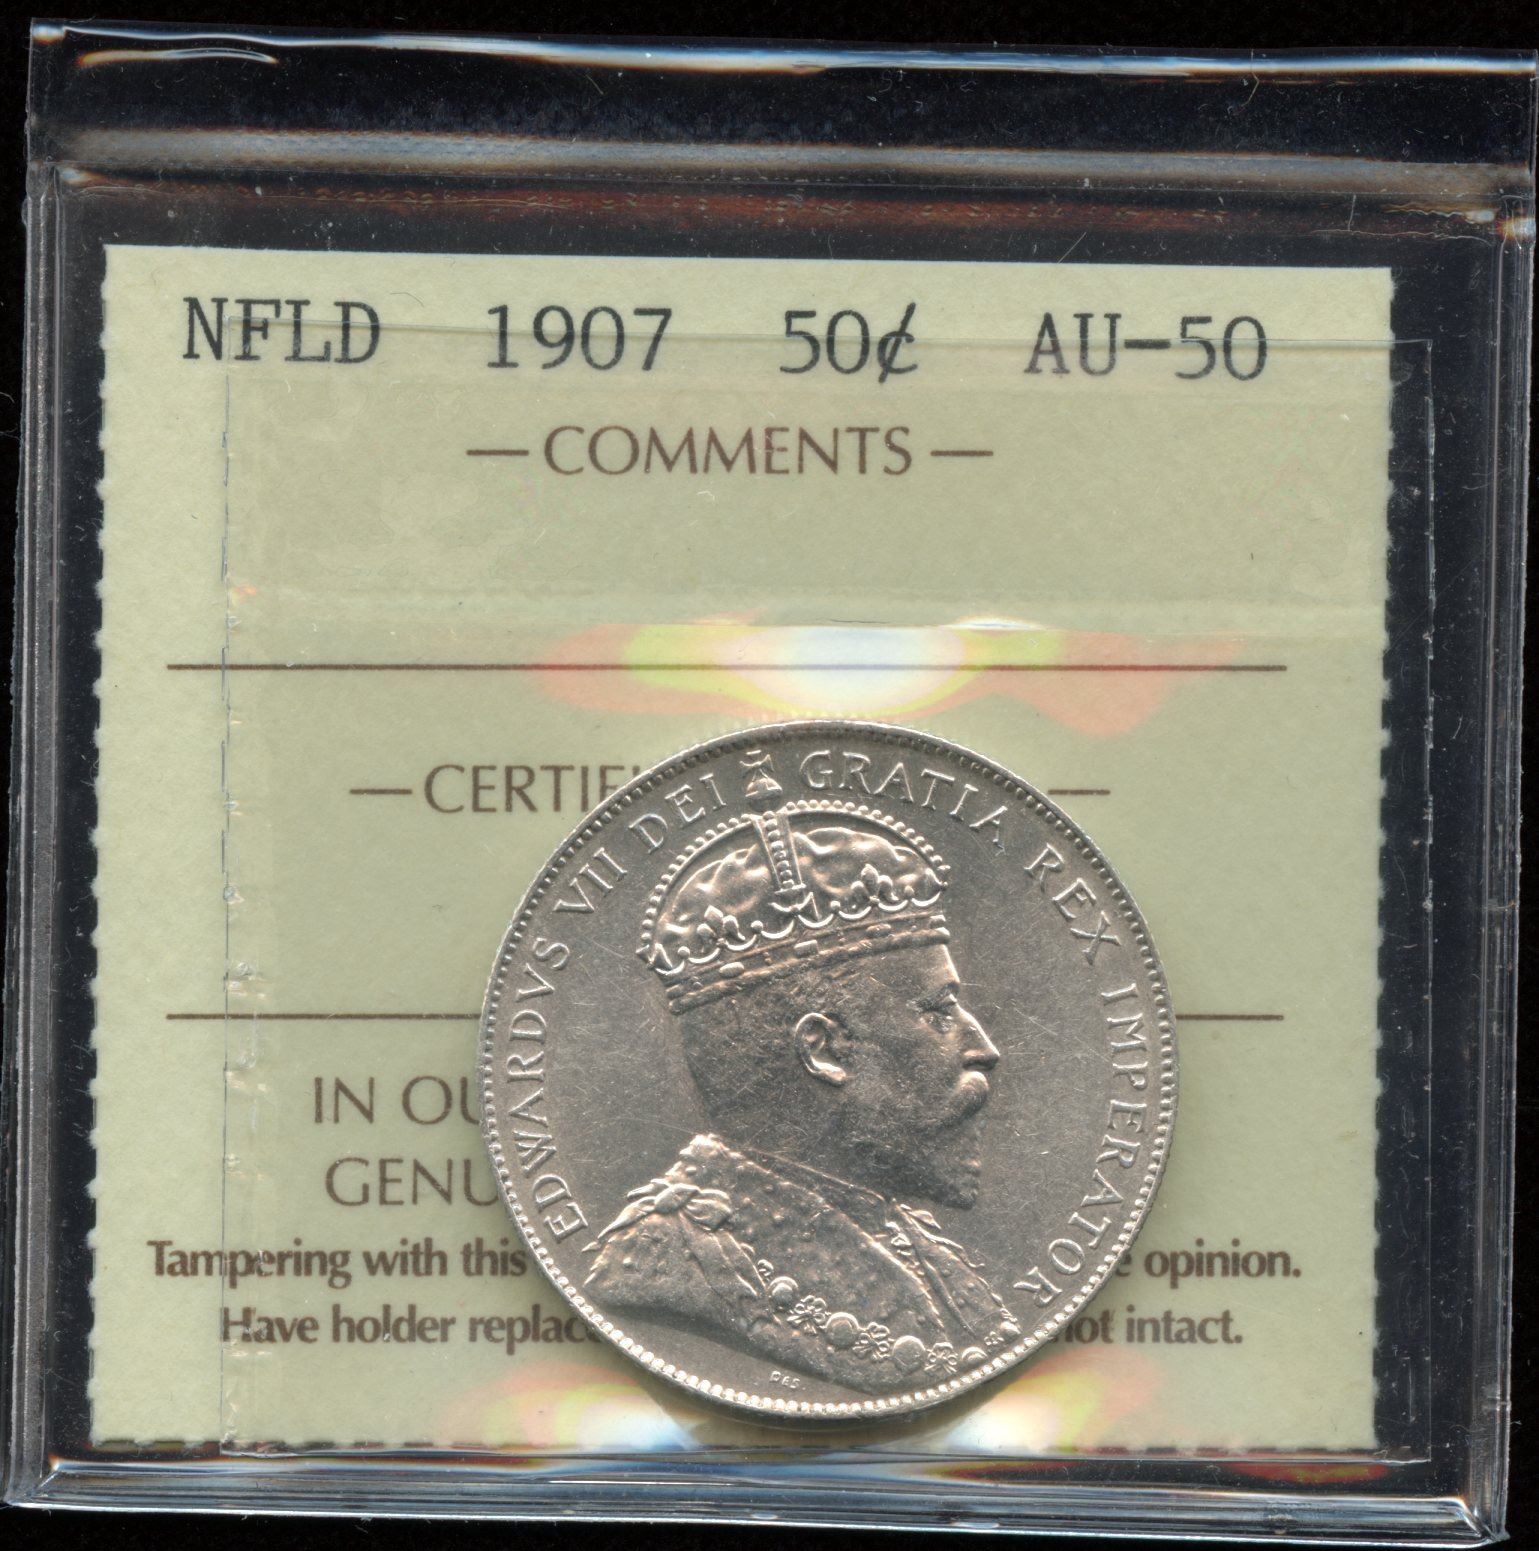 NFLD 1907 50¢ AU-50
— COMMENTS —
— CERTIFI —
IN OU
GENU
Tampering with this opinion.
Have holder replac not intact.
EDWARDVS VII DEI GRATIA REX IMPERATOR
DES.